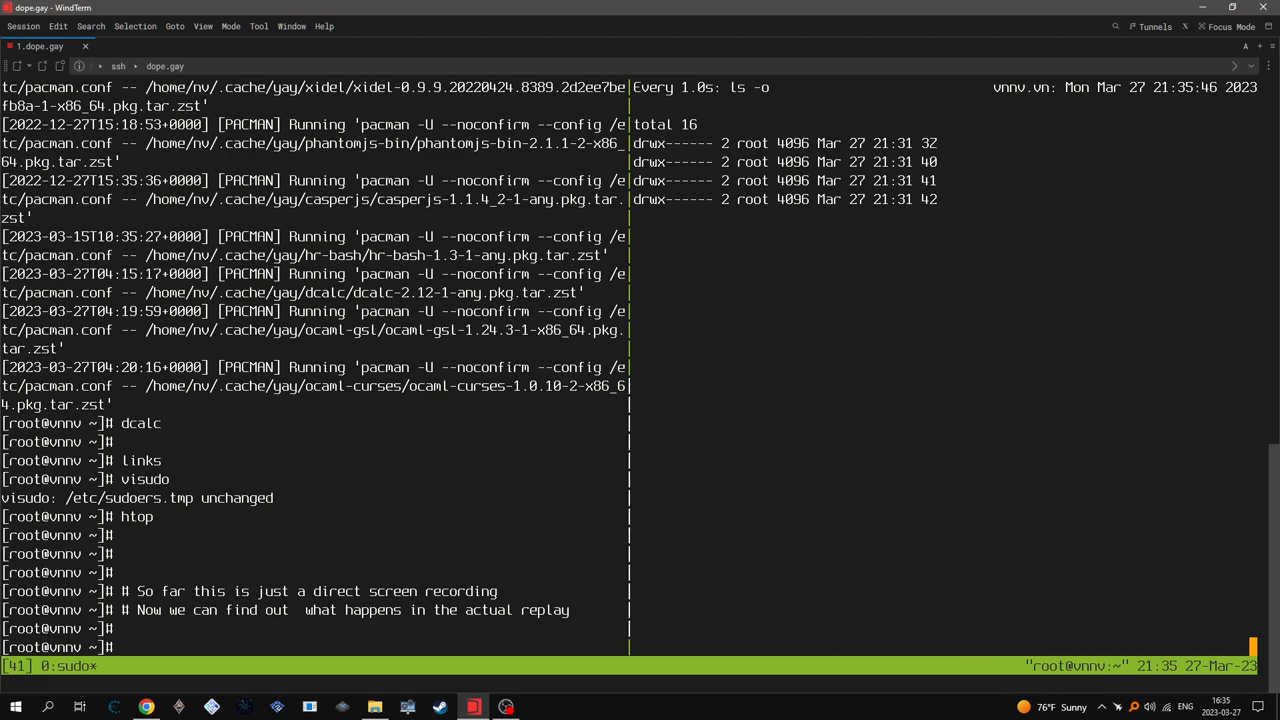 dope.gay - WindTerm
Session Edit Search Selection Goto View Mode Tool Window Help Tunnels X Focus Mode
1.dope.gay A
ssh dope.gay
tc/pacman.conf -- /home/nv/.cache/yay/xidel/xidel-0.9.9.20220424.8389.2d2ee7be
fb8a-1-x86_64.pkg.tar.zst'
[2022-12-27T15:18:53+0000] [PACMAN] Running 'pacman -U --noconfirm --config /e
tc/pacman.conf -- /home/nv/.cache/yay/phantomjs-bin/phantomjs-bin-2.1.1-2-x86_
64.pkg.tar.zst'
[2022-12-27T15:35:36+0000] [PACMAN] Running 'pacman -U --noconfirm --config /e
tc/pacman.conf -- /home/nv/.cache/yay/casperjs/casperjs-1.1.4_2-1-any.pkg.tar.
zst'
[2023-03-15T10:35:27+0000] [PACMAN] Running 'pacman -U --noconfirm --config /e
tc/pacman.conf -- /home/nv/.cache/yay/hr-bash/hr-bash-1.3-1-any.pkg.tar.zst'
[2023-03-27T04:15:17+0000] [PACMAN] Running 'pacman -U --noconfirm --config /e
tc/pacman.conf -- /home/nv/.cache/yay/dcalc/dcalc-2.12-1-any.pkg.tar.zst'
[2023-03-27T04:19:59+0000] [PACMAN] Running 'pacman -U --noconfirm --config /e
tc/pacman.conf -- /home/nv/.cache/yay/ocaml-gsl/ocaml-gsl-1.24.3-1-x86_64.pkg.
tar.zst'
[2023-03-27T04:20:16+0000] [PACMAN] Running 'pacman -U --noconfirm --config /e
tc/pacman.conf -- /home/nv/.cache/yay/ocaml-curses/ocaml-curses-1.0.10-2-x86_6
4.pkg.tar.zst'
[root@vnnv ~]# dcalc
[root@vnnv ~]#
[root@vnnv ~]# links
[root@vnnv ~]# visudo
visudo: /etc/sudoers.tmp unchanged
[root@vnnv ~]# htop
[root@vnnv ~]#
[root@vnnv ~]#
[root@vnnv ~]#
[root@vnnv ~]# # So far this is just a direct screen recording
[root@vnnv ~]# # Now we can find out  what happens in the actual replay
[root@vnnv ~]#
[root@vnnv ~]#
Every 1.0s: ls -o vnnv.vn: Mon Mar 27 21:35:46 2023
total 16
drwx------ 2 root 4096 Mar 27 21:31 3Z
drwx------ 2 root 4096 Mar 27 21:31 40
drwx------ 2 root 4096 Mar 27 21:31 41
drwx------ 2 root 4096 Mar 27 21:31 42
[41] 0:sudo* "root@vnnv:~" 21:35 27-Mar-23
76°F Sunny ENG 16:35
2023-03-27